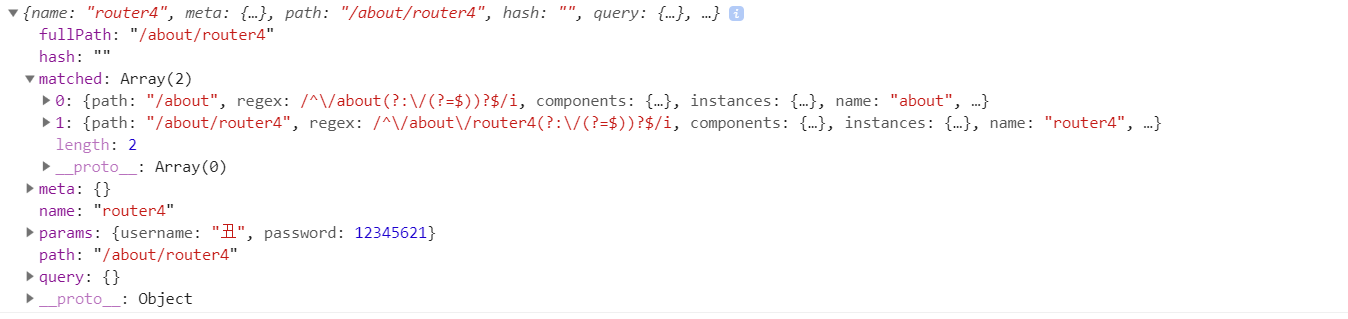 {name: "router4", meta: {…}, path: "/about/router4", hash: "", query: {…}, …} i
fullPath: "/about/router4"
hash: ""
matched: Array(2)
0: {path: "/about", regex: /^\/about(?:\/(?=$))?$/i, components: {…}, instances: {…}, name: "about", …}
1: {path: "/about/router4", regex: /^\/about\/router4(?:\/(?=$))?$/i, components: {…}, instances: {…}, name: "router4", …}
length: 2
__proto__: Array(0)
meta: {}
name: "router4"
params: {username: "丑", password: 12345621}
path: "/about/router4"
query: {}
__proto__: Object